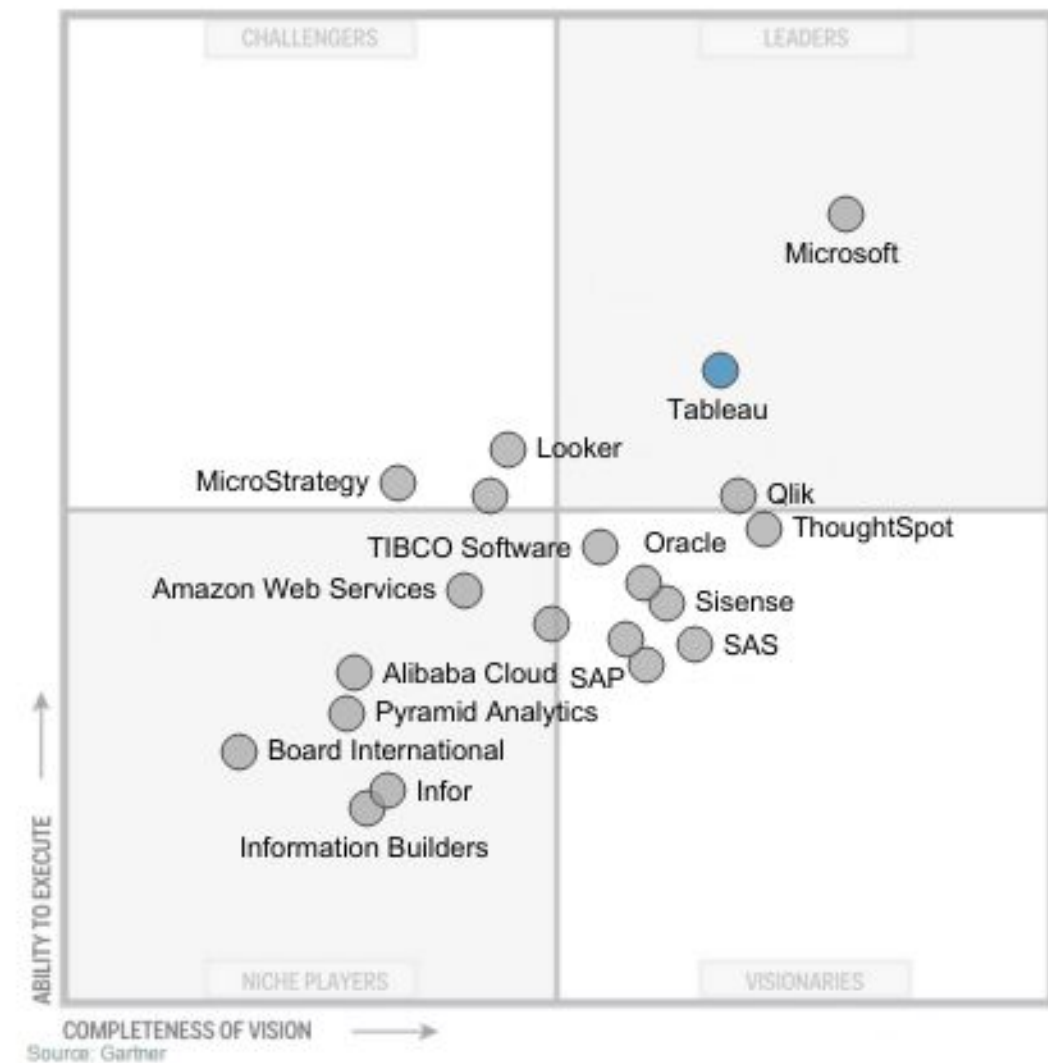 CHALLENGERS
LEADERS
Microsoft
Tableau
Looker
MicroStrategy
Qlik
ThoughtSpot
TIBCO Software
Oracle
Amazon Web Services
Sisense
SAS
Alibaba Cloud
SAP
Pyramid Analytics
Board International
Infor
Information Builders
ABILITY TO EXECUTE
NICHE PLAYERS
VISIONARIES
COMPLETENESS OF VISION
Source: Gartner